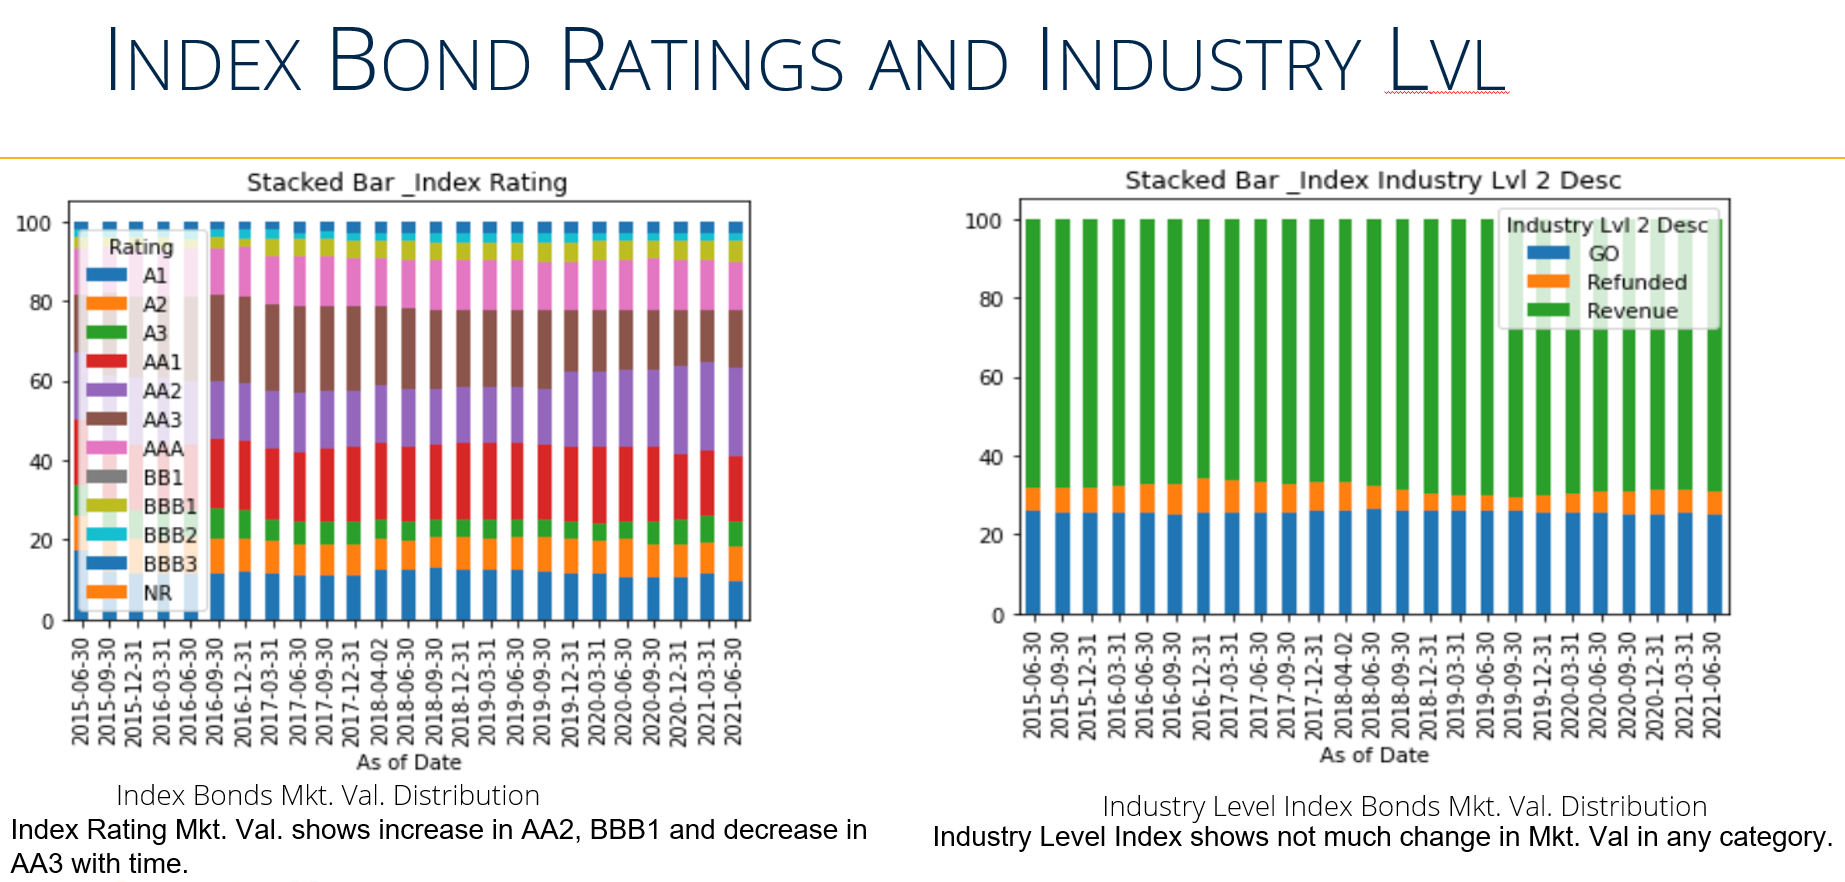 INDEX BOND RATINGS AND INDUSTRY LVL
Stacked Bar _Index Rating
100
80
60
40
20
0
Rating
A1
A2
A3
AA1
AA2
AA3
AAA
BB1
BBB1
BBB2
BBB3
NR
2015-06-30
2015-09-30
2015-12-31
2016-03-31
2016-06-30
2016-09-30
2016-12-31
2017-03-31
2017-06-30
2017-09-30
2017-12-31
2018-04-02
2018-06-30
2018-09-30
2018-12-31
2019-03-31
2019-06-30
2019-09-30
2019-12-31
2020-03-31
2020-06-30
2020-09-30
2020-12-31
2021-03-31
2021-06-30
As of Date
Index Bonds Mkt. Val. Distribution
Index Rating Mkt. Val. shows increase in AA2, BBB1 and decrease in
AA3 with time.
Stacked Bar _Index Industry Lvl 2 Desc
100
80
60
40
20
0
Industry Lvl 2 Desc
GO
Refunded
Revenue
2015-06-30
2015-09-30
2015-12-31
2016-03-31
2016-06-30
2016-09-30
2016-12-31
2017-03-31
2017-06-30
2017-09-30
2017-12-31
2018-04-02
2018-06-30
2018-09-30
2018-12-31
2019-03-31
2019-06-30
2019-09-30
2019-12-31
2020-03-31
2020-06-30
2020-09-30
2020-12-31
2021-03-31
2021-06-30
As of Date
Industry Level Index Bonds Mkt. Val. Distribution
Industry Level Index shows not much change in Mkt. Val in any category.